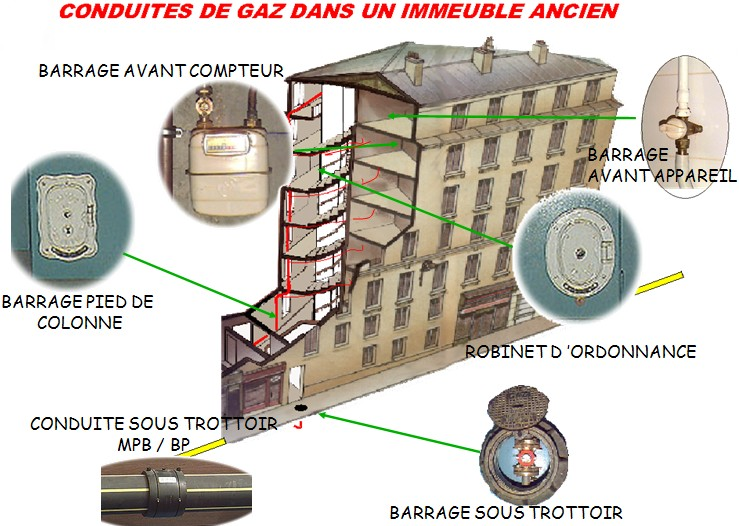 CONDUITES DE GAZ DANS UN IMMEUBLE ANCIEN
BARRAGE AVANT COMPTEUR
BARRAGE
AVANT APPAREIL
BARRAGE PIED DE
COLONNE
ROBINET D 'ORDONNANCE
CONDUITE SOUS TROTTOIR
MPB / BP
BARRAGE SOUS TROTTOIR